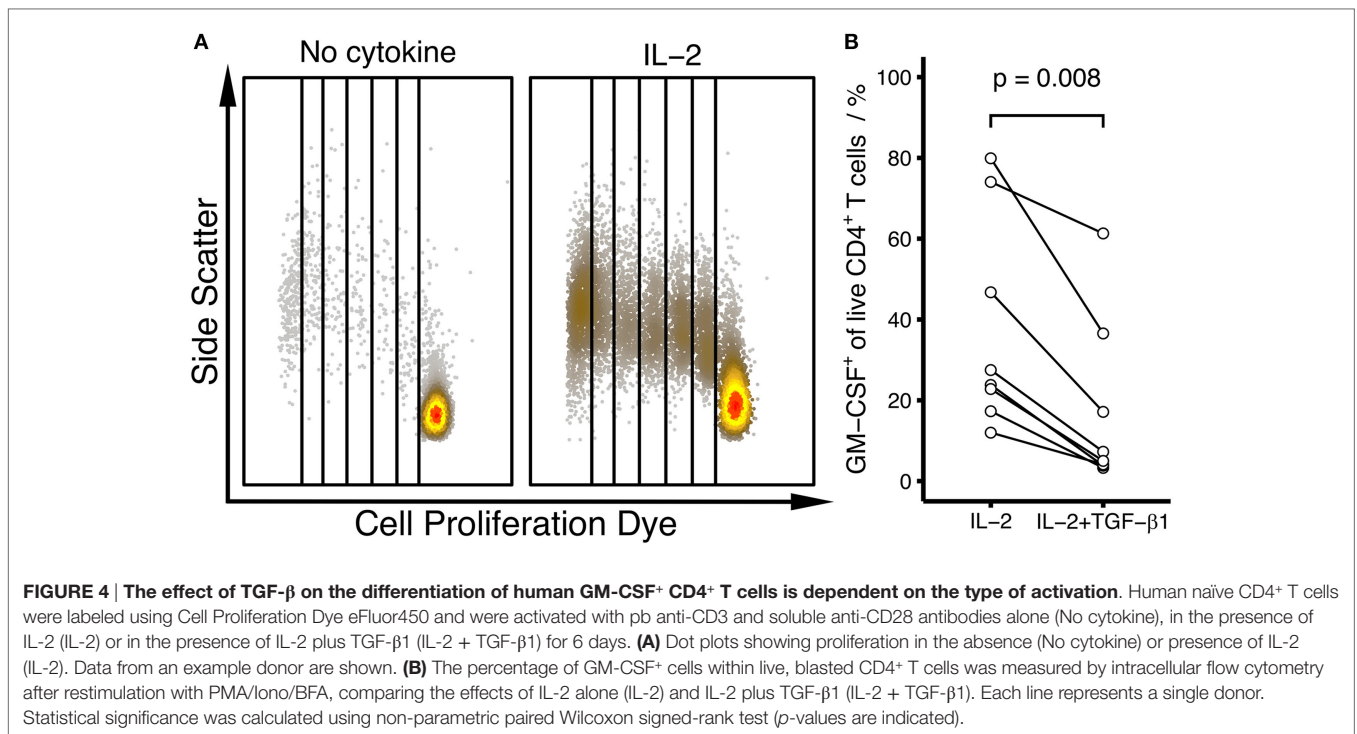 A
No cytokine
IL−2
Side Scatter
Cell Proliferation Dye
B
GM−CSF⁺ of live CD4⁺ T cells / %
100
80
60
40
20
0
p = 0.008
IL−2
IL−2+TGF−β1
FIGURE 4 | The effect of TGF-β on the differentiation of human GM-CSF⁺ CD4⁺ T cells is dependent on the type of activation. Human naïve CD4⁺ T cells
were labeled using Cell Proliferation Dye eFluor450 and were activated with pb anti-CD3 and soluble anti-CD28 antibodies alone (No cytokine), in the presence of
IL-2 (IL-2) or in the presence of IL-2 plus TGF-β1 (IL-2 + TGF-β1) for 6 days. (A) Dot plots showing proliferation in the absence (No cytokine) or presence of IL-2
(IL-2). Data from an example donor are shown. (B) The percentage of GM-CSF⁺ cells within live, blasted CD4⁺ T cells was measured by intracellular flow cytometry
after restimulation with PMA/Iono/BFA, comparing the effects of IL-2 alone (IL-2) and IL-2 plus TGF-β1 (IL-2 + TGF-β1). Each line represents a single donor.
Statistical significance was calculated using non-parametric paired Wilcoxon signed-rank test (p-values are indicated).